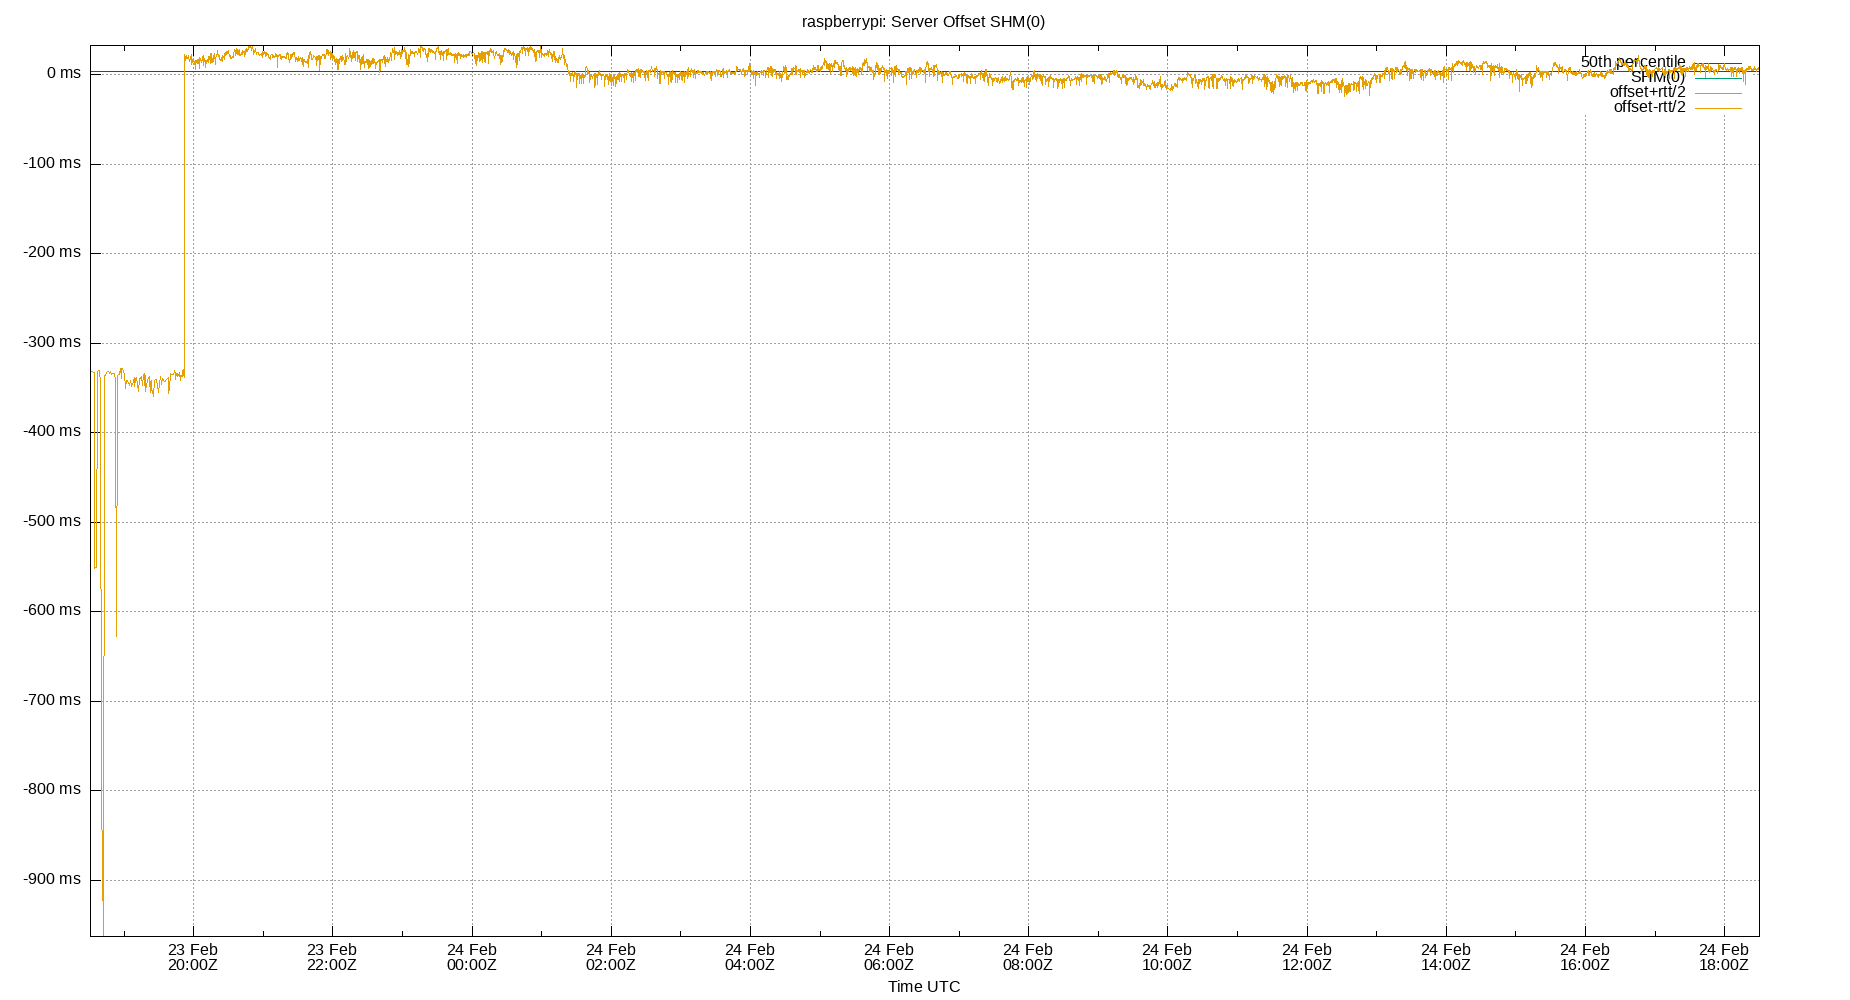 raspberrypi: Server Offset SHM(0)
0 ms
-100 ms
-200 ms
-300 ms
-400 ms
-500 ms
-600 ms
-700 ms
-800 ms
-900 ms
50th percentile
SHM(0)
offset+rtt/2
offset-rtt/2
23 Feb 23 Feb 24 Feb 24 Feb 24 Feb 24 Feb 24 Feb 24 Feb 24 Feb 24 Feb 24 Feb 24 Feb
20:00Z 22:00Z 00:00Z 02:00Z 04:00Z 06:00Z 08:00Z 10:00Z 12:00Z 14:00Z 16:00Z 18:00Z
Time UTC